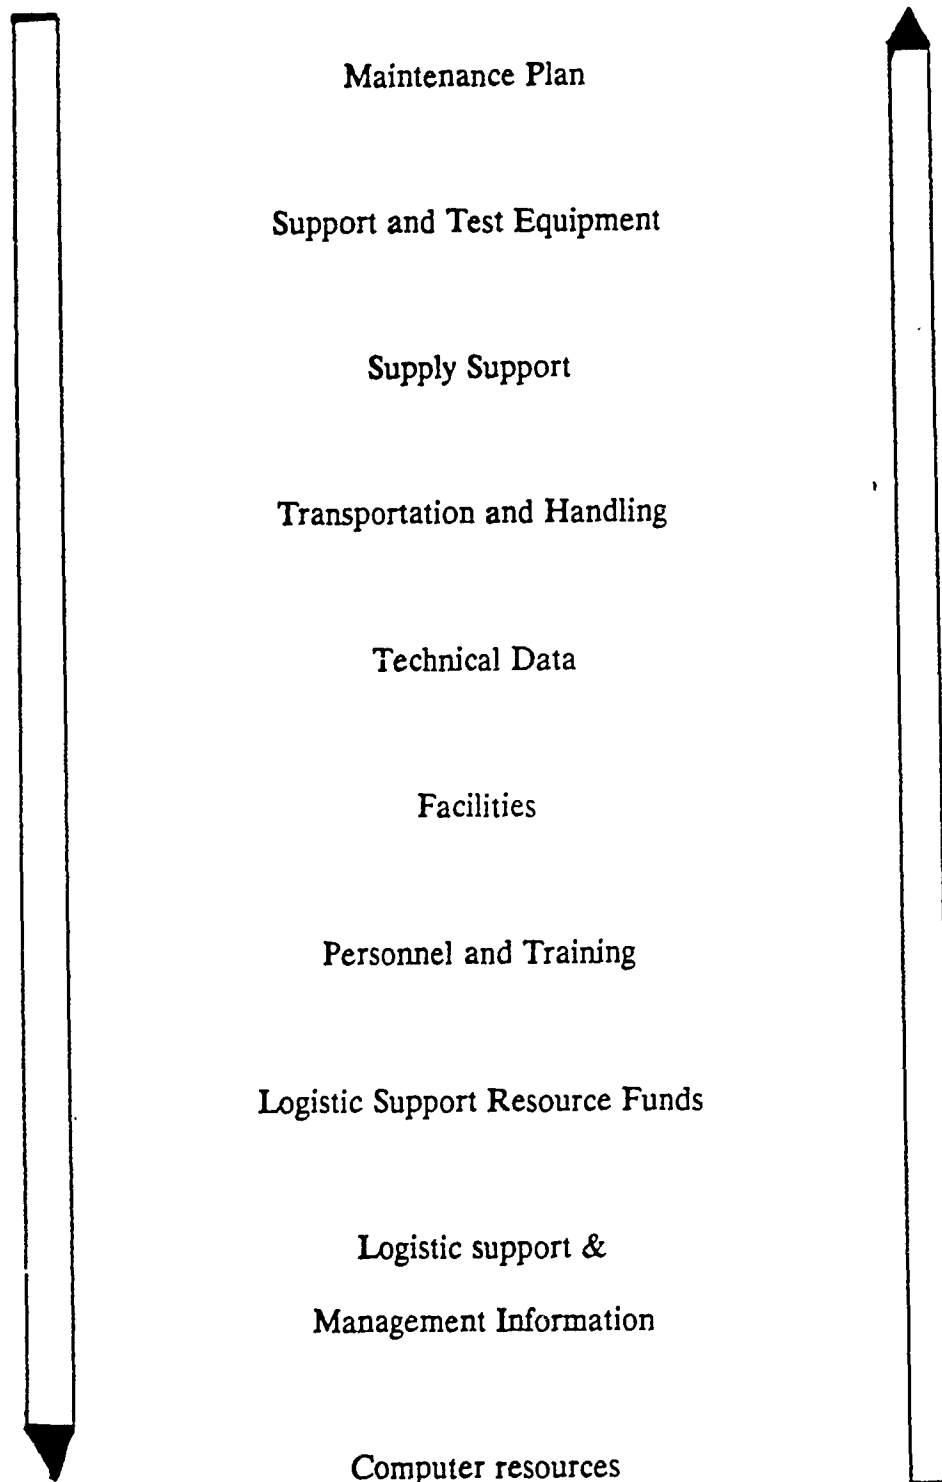 Maintenance Plan
Support and Test Equipment
Supply Support
Transportation and Handling
Technical Data
Facilities
Personnel and Training
Logistic Support Resource Funds
Logistic support &
Management Information
Computer resources